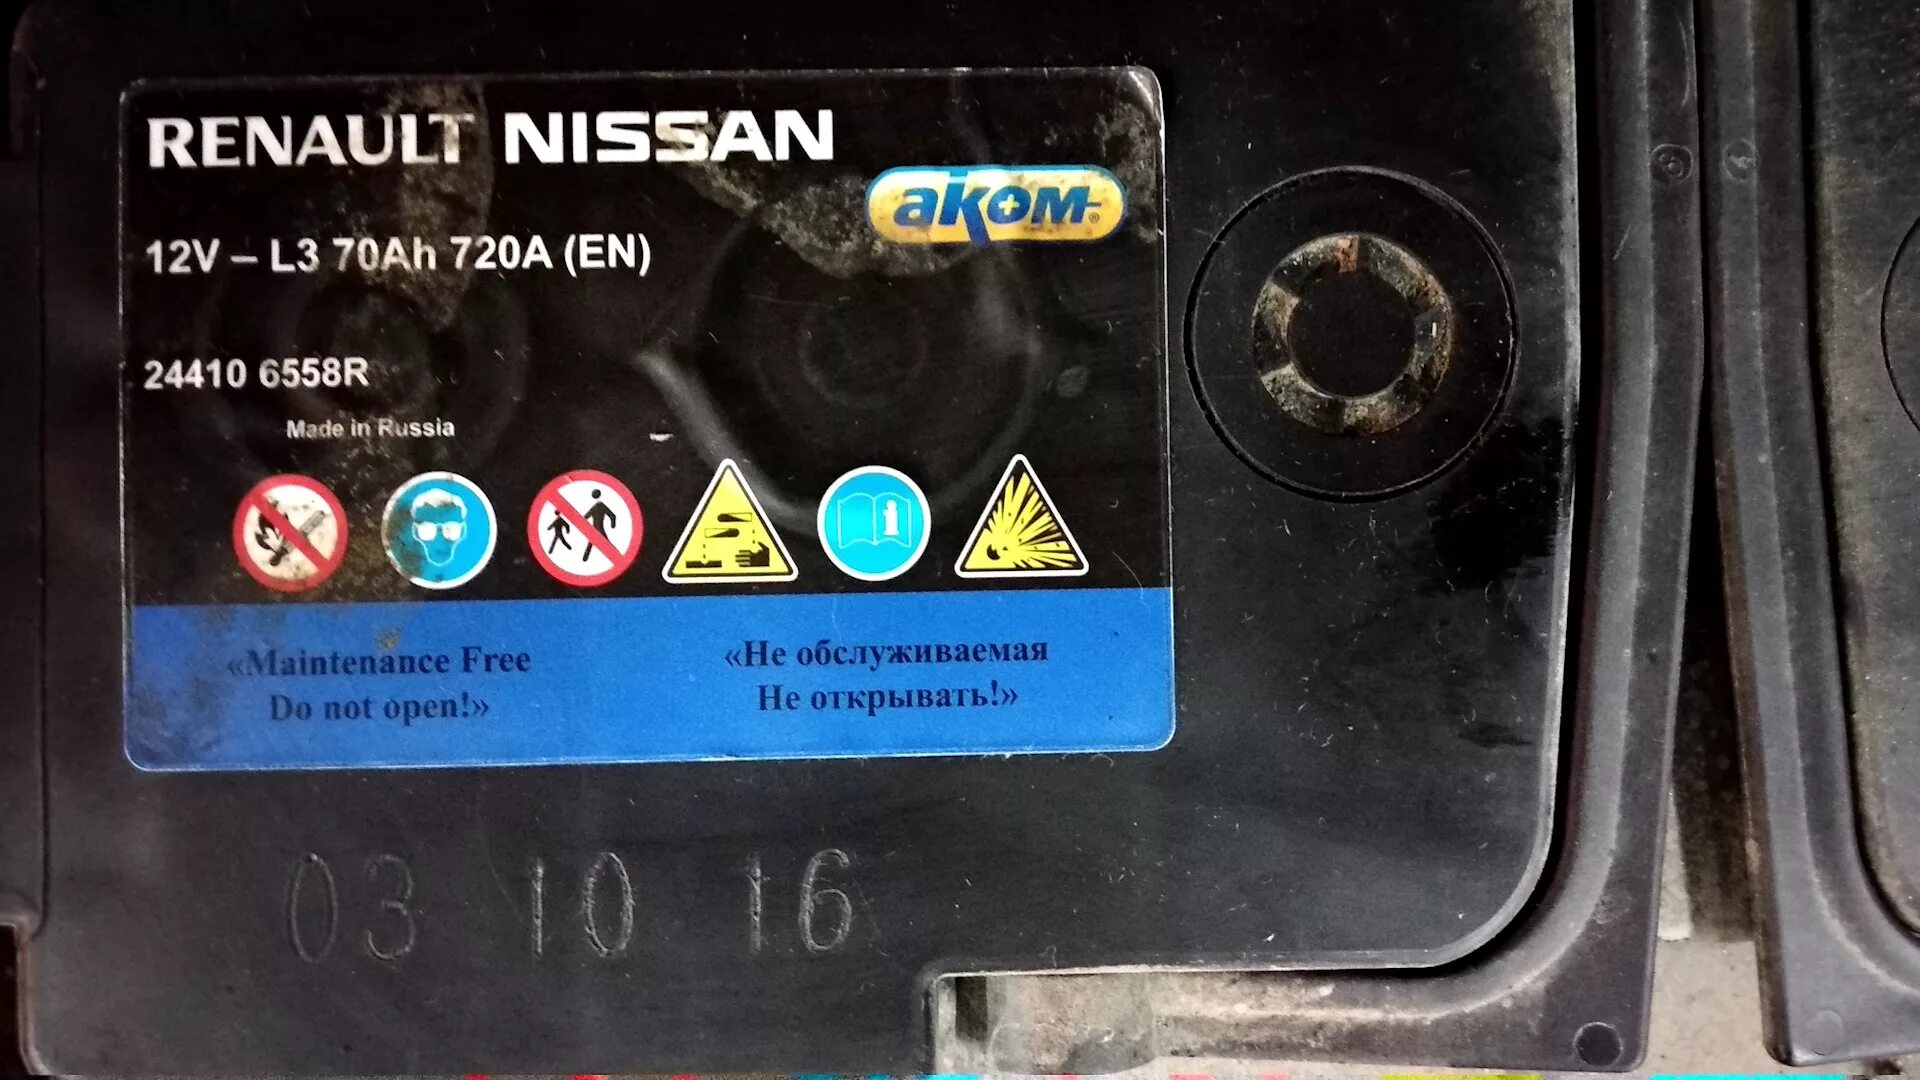 RENAULT NISSAN
аком
12V – L3 70Ah 720A (EN)
24410 6558R
Made in Russia
«Maintenance Free
Do not open!»
«Не обслуживаемая
Не открывать!»
03 10 16